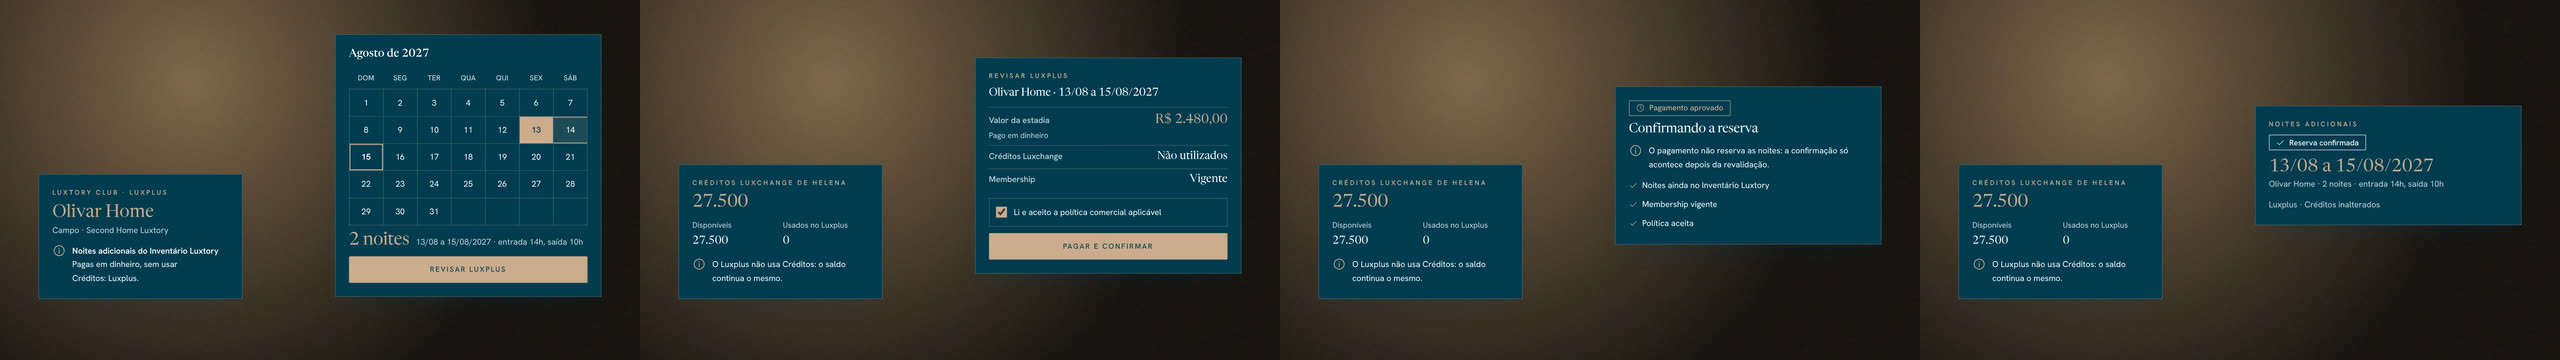 LUXTORY CLUB · LUXPLUS
Olivar Home
Campo · Second Home Luxtory
Noites adicionais do Inventário Luxtory
Pagas em dinheiro, sem usar
Créditos: Luxplus.
Agosto de 2027
DOM SEG TER QUA QUI SEX SÁB
1 2 3 4 5 6 7
8 9 10 11 12 13 14
15 16 17 18 19 20 21
22 23 24 25 26 27 28
29 30 31
2 noites 13/08 a 15/08/2027 · entrada 14h, saída 10h
REVISAR LUXPLUS
CRÉDITOS LUXCHANGE DE HELENA
27.500
Disponíveis Usados no Luxplus
27.500 0
O Luxplus não usa Créditos: o saldo
continua o mesmo.
REVISAR LUXPLUS
Olivar Home · 13/08 a 15/08/2027
Valor da estadia R$ 2.480,00
Pago em dinheiro
Créditos Luxchange Não utilizados
Membership Vigente
Li e aceito a política comercial aplicável
PAGAR E CONFIRMAR
CRÉDITOS LUXCHANGE DE HELENA
27.500
Disponíveis Usados no Luxplus
27.500 0
O Luxplus não usa Créditos: o saldo
continua o mesmo.
Pagamento aprovado
Confirmando a reserva
O pagamento não reserva as noites: a confirmação só
acontece depois da revalidação.
Noites ainda no Inventário Luxtory
Membership vigente
Política aceita
CRÉDITOS LUXCHANGE DE HELENA
27.500
Disponíveis Usados no Luxplus
27.500 0
O Luxplus não usa Créditos: o saldo
continua o mesmo.
NOITES ADICIONAIS
Reserva confirmada
13/08 a 15/08/2027
Olivar Home · 2 noites · entrada 14h, saída 10h
Luxplus · Créditos inalterados